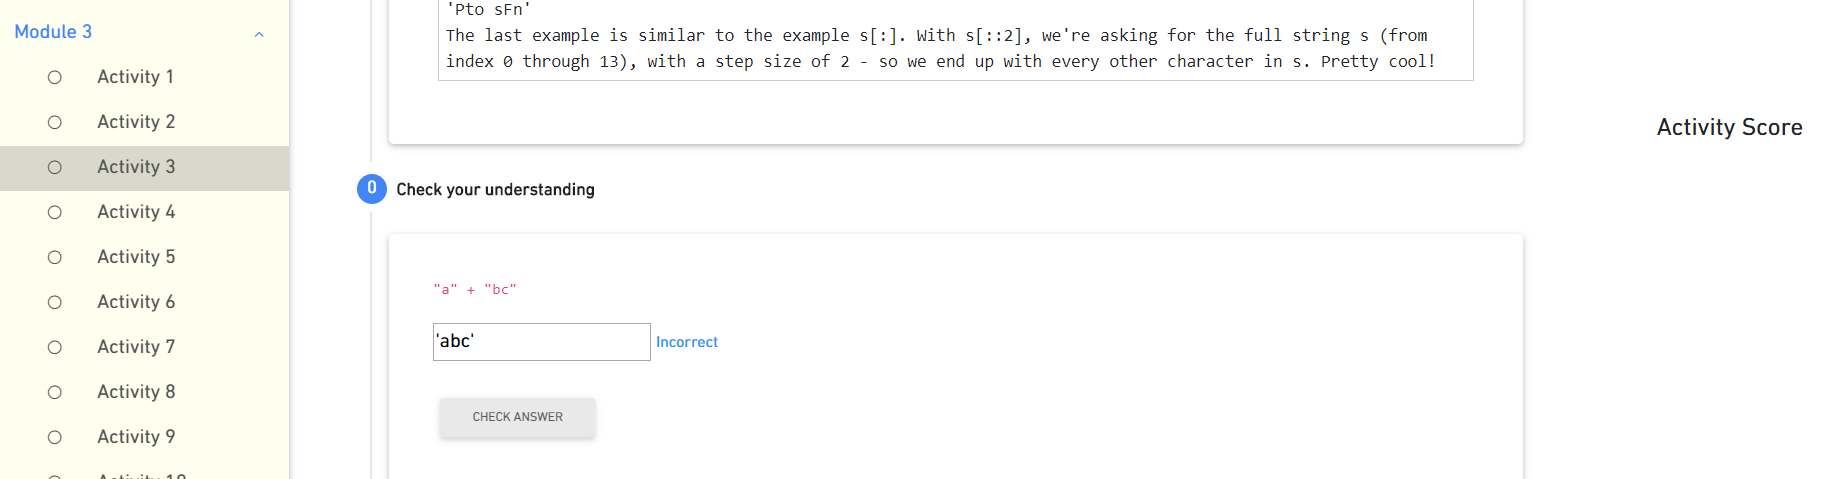 Module 3
Activity 1
Activity 2
Activity 3
Activity 4
Activity 5
Activity 6
Activity 7
Activity 8
Activity 9
'Pto sFn'
The last example is similar to the example s[:]. With s[::2], we're asking for the full string s (from
index 0 through 13), with a step size of 2 - so we end up with every other character in s. Pretty cool!
0 Check your understanding
"a" + "bc"
'abc' Incorrect
CHECK ANSWER
Activity Score